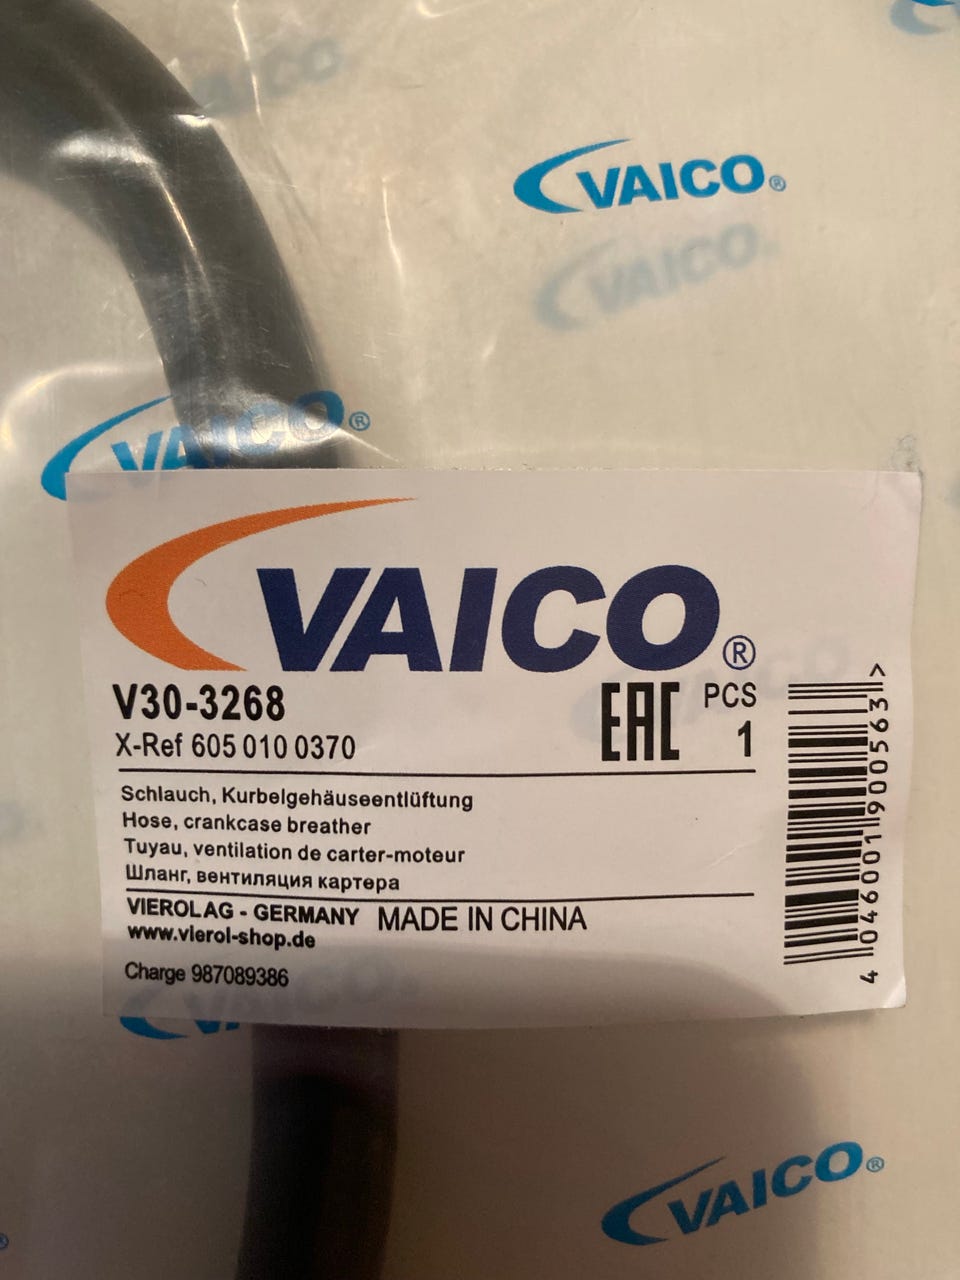 VAICO®
VAICO
VAICO®
VAICO®
V30-3268
X-Ref 605 010 0370
EAC
PCS
1
Schlauch, Kurbelgehäuseentlüftung
Hose, crankcase breather
Tuyau, ventilation de carter-moteur
Шланг, вентиляция картера
VIEROL AG - GERMANY MADE IN CHINA
www.vierol-shop.de
Charge 987089386
4 046001 900563 >
VAICO®